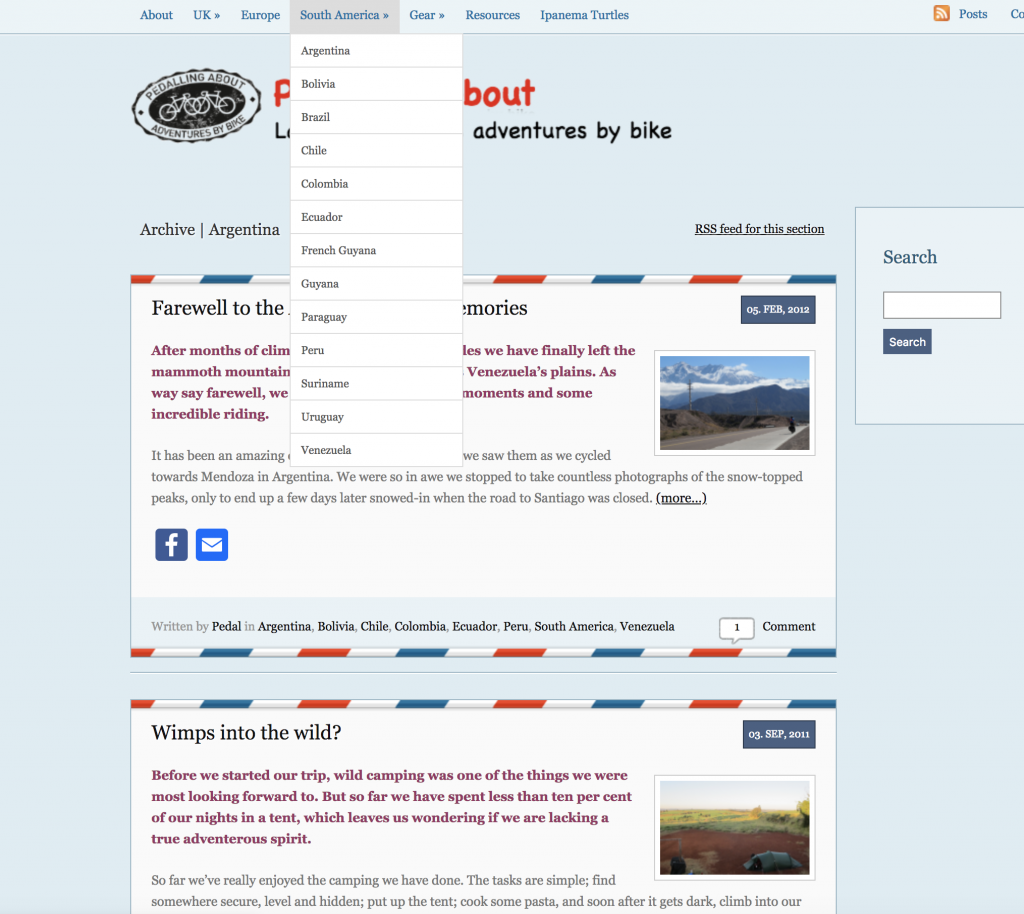 About UK » Europe South America » Gear » Resources Ipanema Turtles Posts Co
Argentina
Bolivia
Brazil
Chile
Colombia
Ecuador
French Guyana
Guyana
Paraguay
Peru
Suriname
Uruguay
Venezuela
PEDALLING ABOUT
ADVENTURES BY BIKE
P bout
Le adventures by bike
Archive | Argentina
RSS feed for this section
Search
Search
Farewell to the emories
05. FEB, 2012
After months of clim les we have finally left the
mammoth mountain Venezuela’s plains. As
way say farewell, we moments and some
incredible riding.
It has been an amazing we saw them as we cycled
towards Mendoza in Argentina. We were so in awe we stopped to take countless photographs of the snow-topped
peaks, only to end up a few days later snowed-in when the road to Santiago was closed. (more…)
Written by Pedal in Argentina, Bolivia, Chile, Colombia, Ecuador, Peru, South America, Venezuela
1 Comment
Wimps into the wild?
03. SEP, 2011
Before we started our trip, wild camping was one of the things we were
most looking forward to. But so far we have spent less than ten per cent
of our nights in a tent, which leaves us wondering if we are lacking a
true adventerous spirit.
So far we’ve really enjoyed the camping we have done. The tasks are simple; find
somewhere secure, level and hidden; put up the tent; cook some pasta, and soon after it gets dark, climb into our